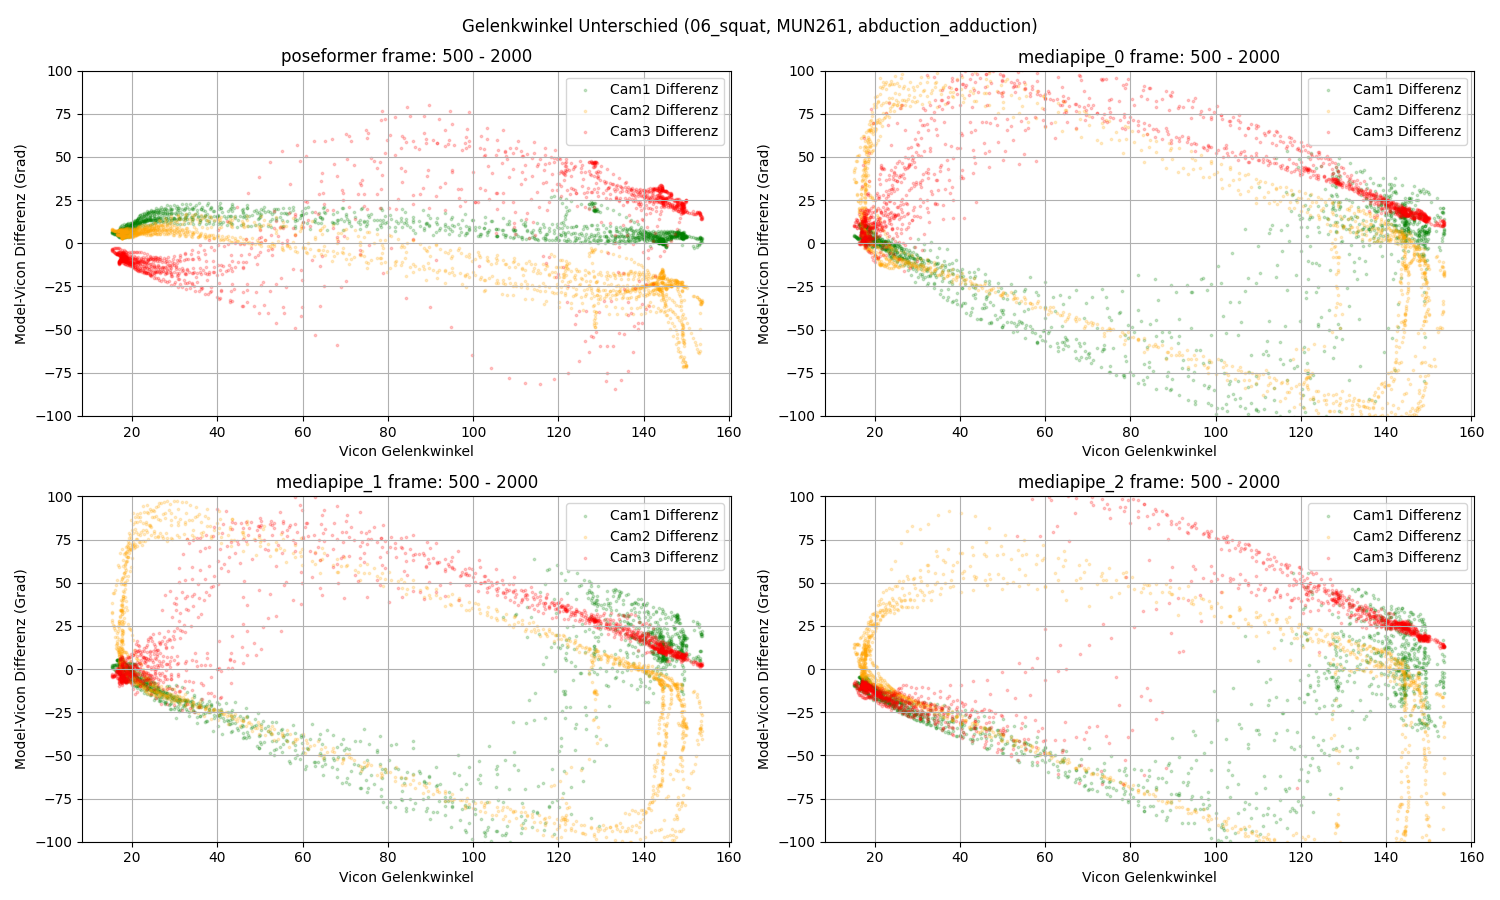 Gelenkwinkel Unterschied (06_squat, MUN261, abduction_adduction)
poseformer frame: 500 - 2000
100
75
50
25
0
−25
−50
−75
−100
Model-Vicon Differenz (Grad)
Cam1 Differenz
Cam2 Differenz
Cam3 Differenz
20 40 60 80 100 120 140 160
Vicon Gelenkwinkel
mediapipe_0 frame: 500 - 2000
100
75
50
25
0
−25
−50
−75
−100
Model-Vicon Differenz (Grad)
Cam1 Differenz
Cam2 Differenz
Cam3 Differenz
20 40 60 80 100 120 140 160
Vicon Gelenkwinkel
mediapipe_1 frame: 500 - 2000
100
75
50
25
0
−25
−50
−75
−100
Model-Vicon Differenz (Grad)
Cam1 Differenz
Cam2 Differenz
Cam3 Differenz
20 40 60 80 100 120 140 160
Vicon Gelenkwinkel
mediapipe_2 frame: 500 - 2000
100
75
50
25
0
−25
−50
−75
−100
Model-Vicon Differenz (Grad)
Cam1 Differenz
Cam2 Differenz
Cam3 Differenz
20 40 60 80 100 120 140 160
Vicon Gelenkwinkel